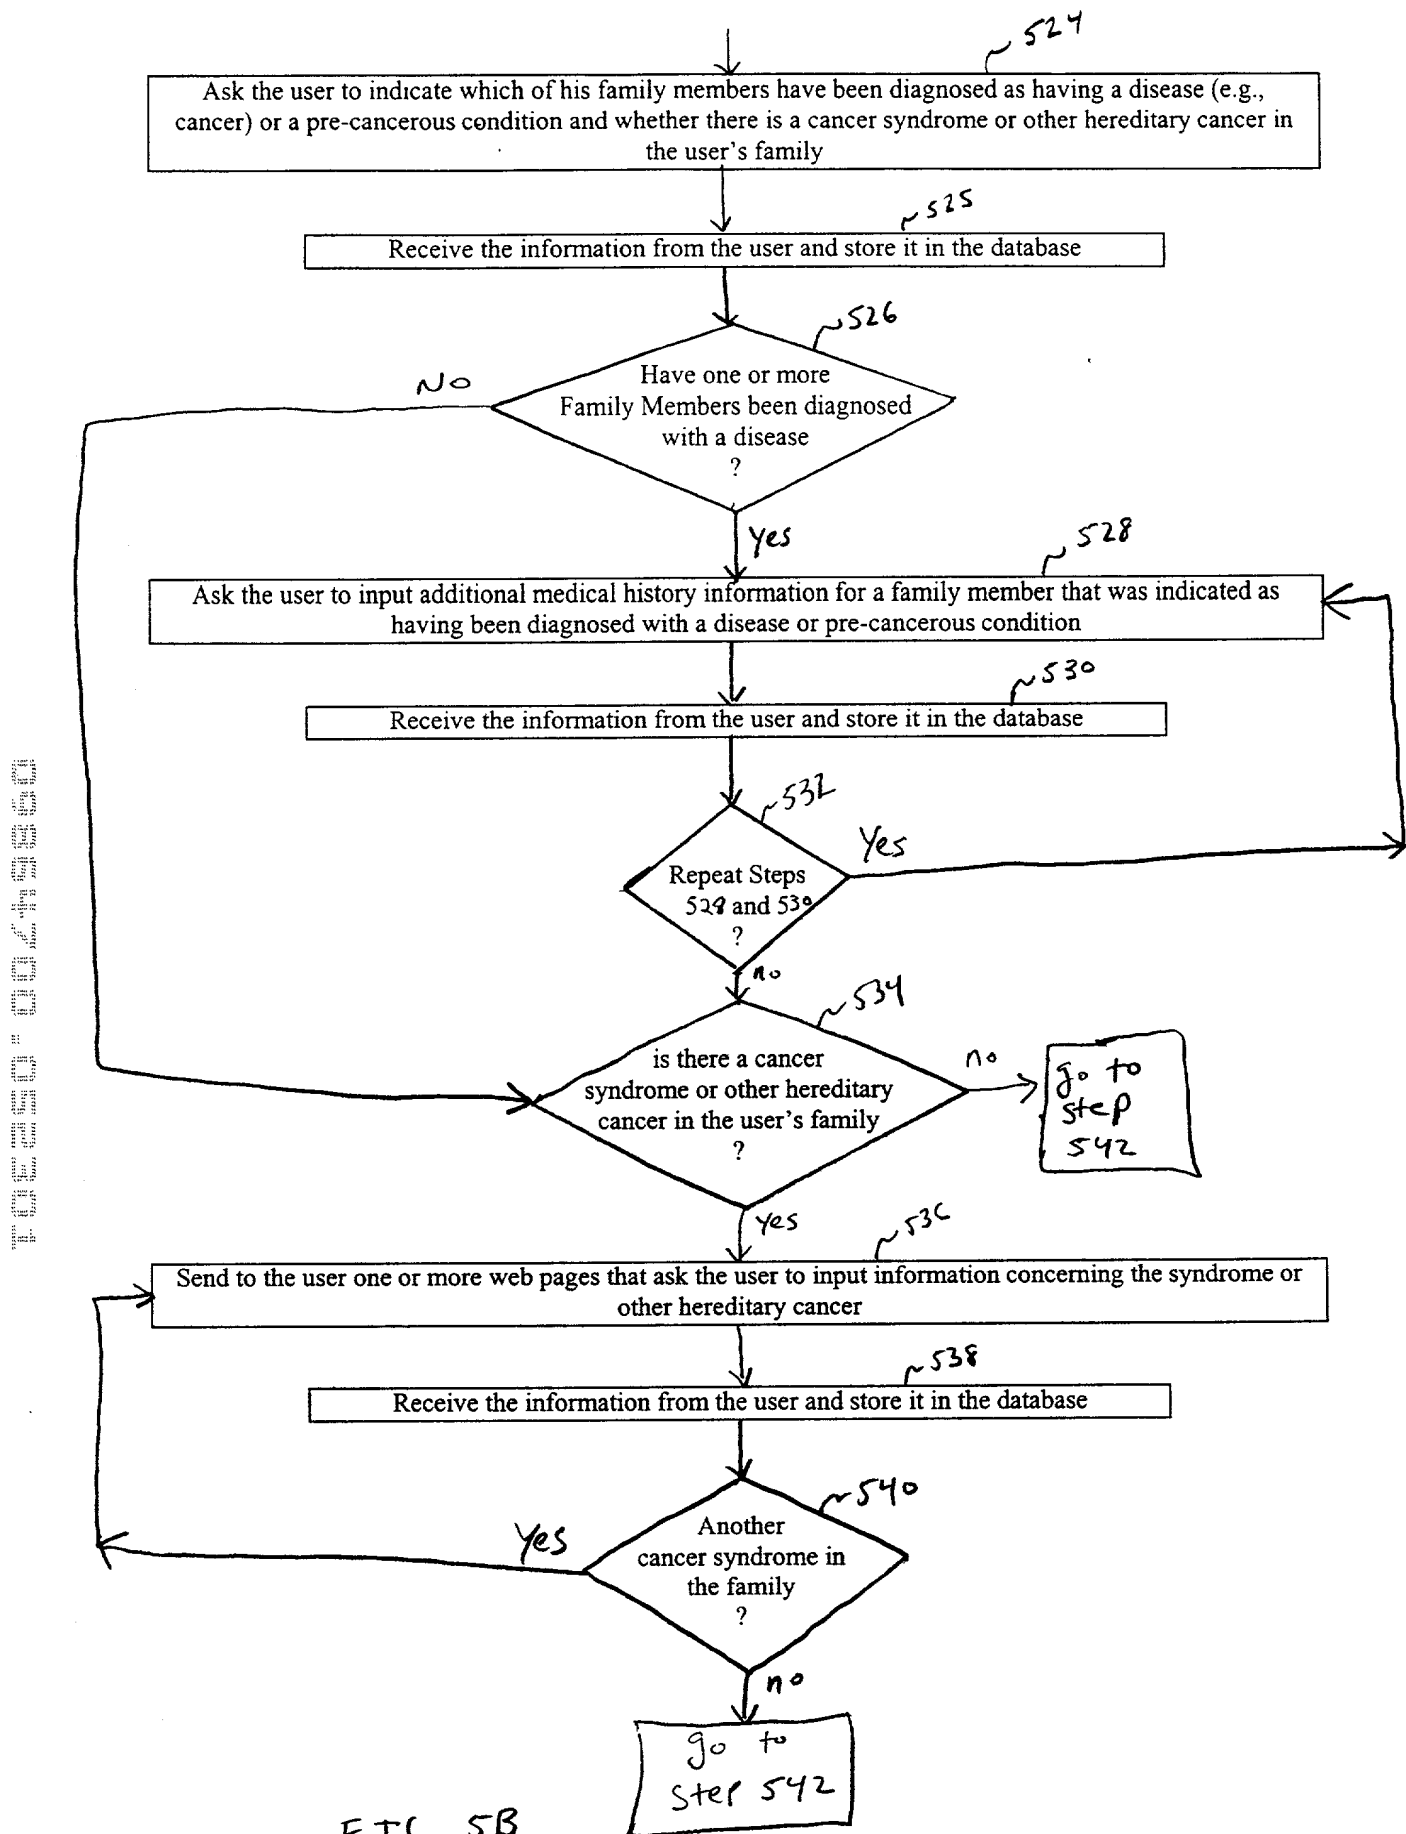 524
Ask the user to indicate which of his family members have been diagnosed as having a disease (e.g.,
cancer) or a pre-cancerous condition and whether there is a cancer syndrome or other hereditary cancer in
the user's family
525
Receive the information from the user and store it in the database
526
Have one or more
Family Members been diagnosed
with a disease
?
NO
Yes
528
Ask the user to input additional medical history information for a family member that was indicated as
having been diagnosed with a disease or pre-cancerous condition
530
Receive the information from the user and store it in the database
532
Repeat Steps
528 and 530
?
Yes
no
534
is there a cancer
syndrome or other hereditary
cancer in the user's family
?
no
go to
step
542
yes
536
Send to the user one or more web pages that ask the user to input information concerning the syndrome or
other hereditary cancer
538
Receive the information from the user and store it in the database
540
Another
cancer syndrome in
the family
?
Yes
no
go to
step 542
FIG 5B